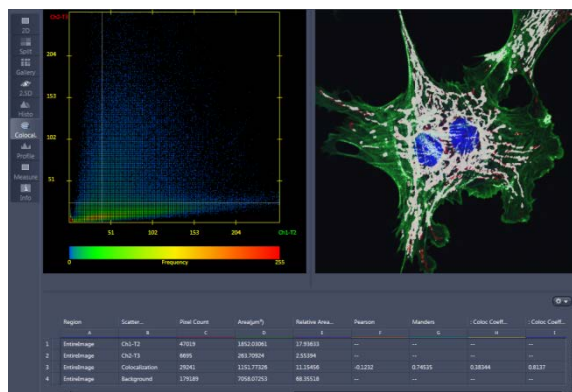 Ch2-T3
2D
204
Split
Gallery
2.5D
153
Histo
Colocal.
102
Profile
Measure
51
Info
Ch1-T2
51
102
153
204
0
Frequency
255
Region Scatter... Pixel Count Area(µm²) Relative Area... Pearson Manders : Coloc Coeff... : Coloc Coeff...
A B C D E F G H I
1 EntireImage Ch1-T2 47019 1852.03061 17.93633 -- -- -- --
2 EntireImage Ch2-T3 6695 263.70924 2.55394 -- -- -- --
3 EntireImage Colocalization 29241 1151.77326 11.15456 -0.1232 0.74535 0.38344 0.8137
4 EntireImage Background 179189 7058.07253 68.35518 -- -- -- --